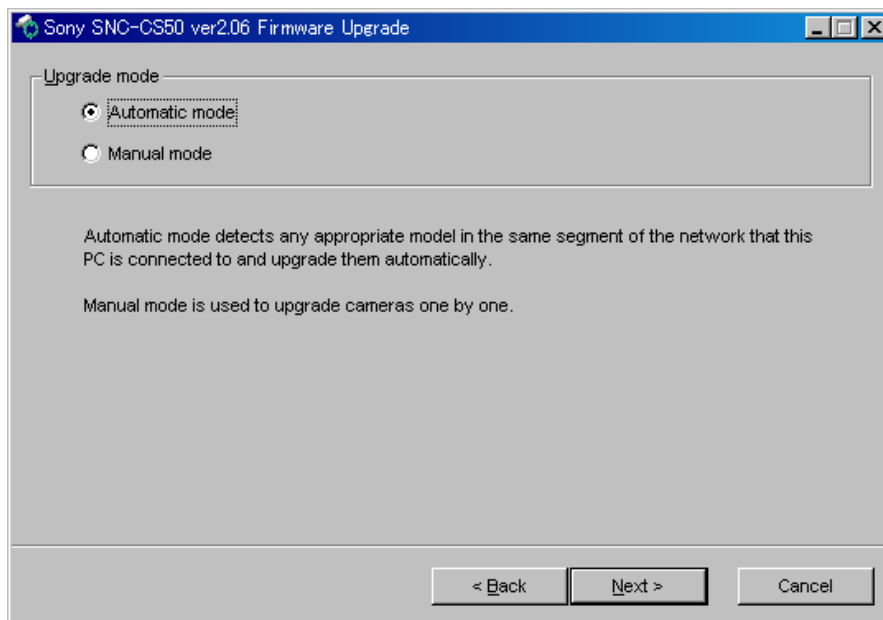 Sony SNC-CS50 ver2.06 Firmware Upgrade
Upgrade mode
Automatic mode
Manual mode
Automatic mode detects any appropriate model in the same segment of the network that this
PC is connected to and upgrade them automatically.
Manual mode is used to upgrade cameras one by one.
< Back
Next >
Cancel